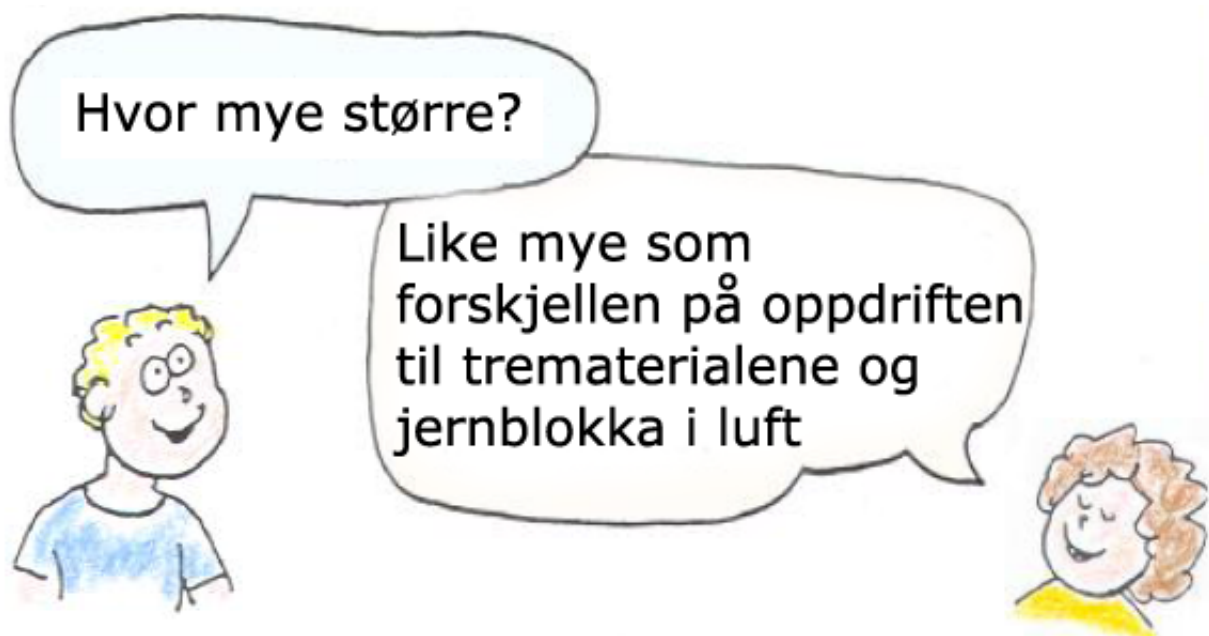 Hvor mye større?
Like mye som
forskjellen på oppdriften
til trematerialene og
jernblokka i luft